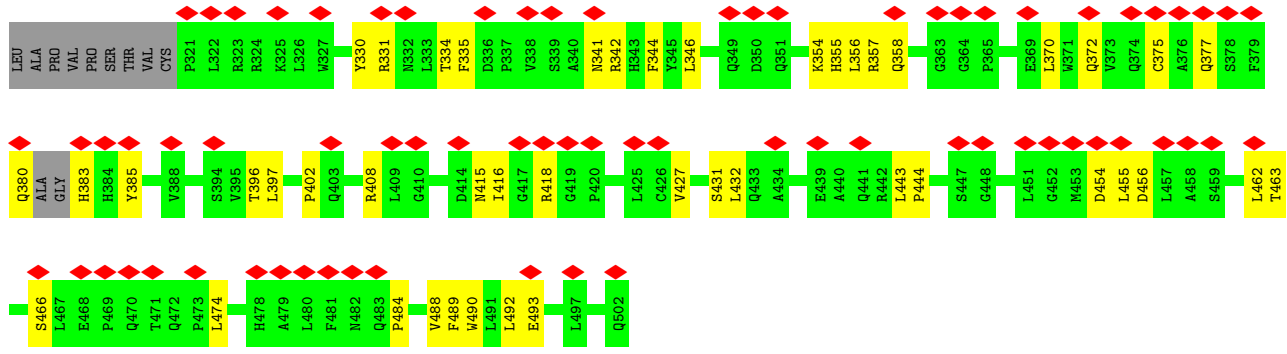 LEU ALA PRO VAL PRO SER THR VAL CYS P321 L322 R323 R324 K325 L326 W327 Y330 R331 N332 L333 T334 F335 D336 P337 V338 S339 A340 N341 R342 H343 F344 Y345 L346 Q349 D350 Q351 K354 H355 L356 R357 Q358 G363 G364 P365 E369 L370 W371 Q372 V373 Q374 C375 A376 Q377 S378 F379
Q380 ALA GLY H383 H384 Y385 V388 S394 V395 T396 L397 P402 Q403 R408 L409 G410 D414 N415 I416 G417 R418 G419 P420 L425 C426 V427 S431 L432 Q433 A434 E439 A440 Q441 R442 L443 P444 S447 G448 L451 G452 M453 D454 L455 D456 L457 A458 S459 L462 T463
S466 L467 E468 P469 Q470 T471 Q472 P473 L474 H478 A479 L480 F481 N482 Q483 P484 V488 F489 W490 L491 L492 E493 L497 Q502